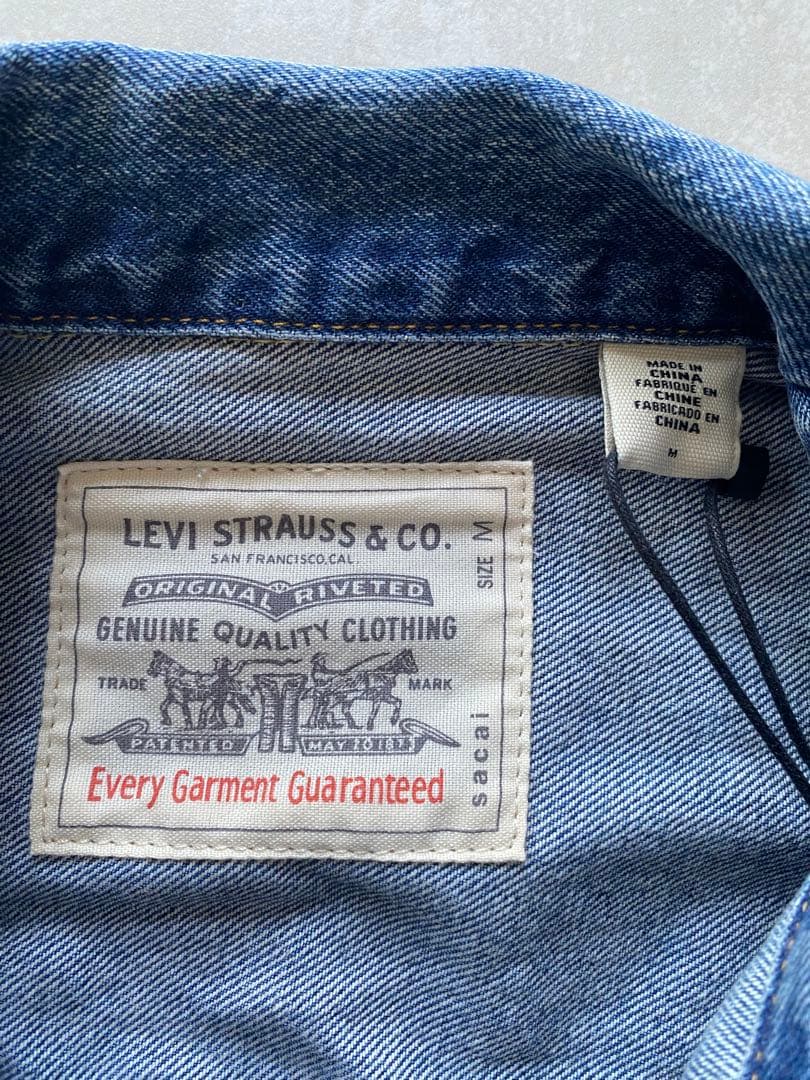 MADE IN
CHINA
FABRIQUÉ EN
CHINE
FABRICADO EN
CHINA
M
LEVI STRAUSS & CO.
SAN FRANCISCO, CAL.
ORIGINAL RIVETED
GENUINE QUALITY CLOTHING
TRADE MARK
PATENTED MAY 20 1873
Every Garment Guaranteed
SIZE M
sacai